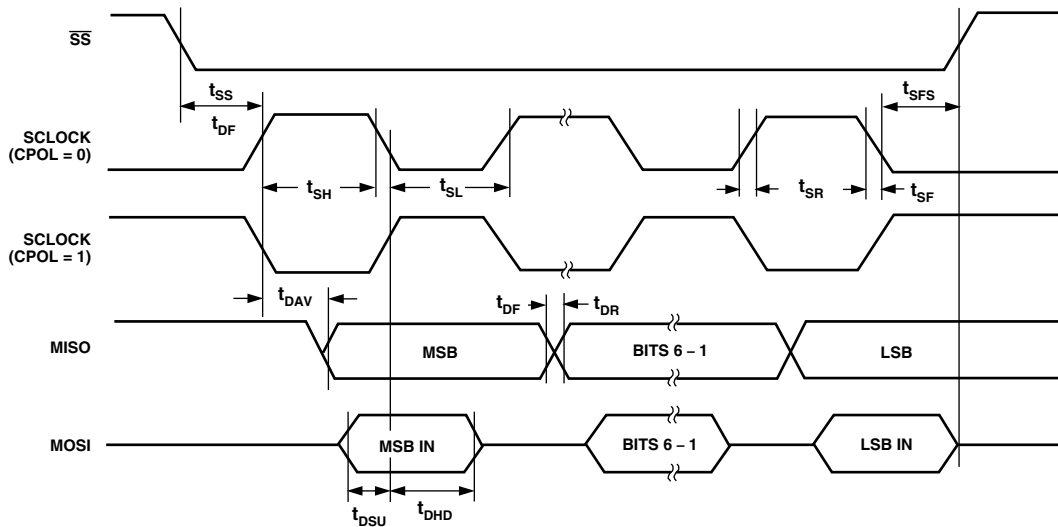 SS
tSS
tDF
tSFS
SCLOCK
(CPOL = 0)
tSH
tSL
tSR
tSF
SCLOCK
(CPOL = 1)
tDAV
tDF
tDR
MISO
MSB
BITS 6 – 1
LSB
MOSI
MSB IN
BITS 6 – 1
LSB IN
tDSU
tDHD